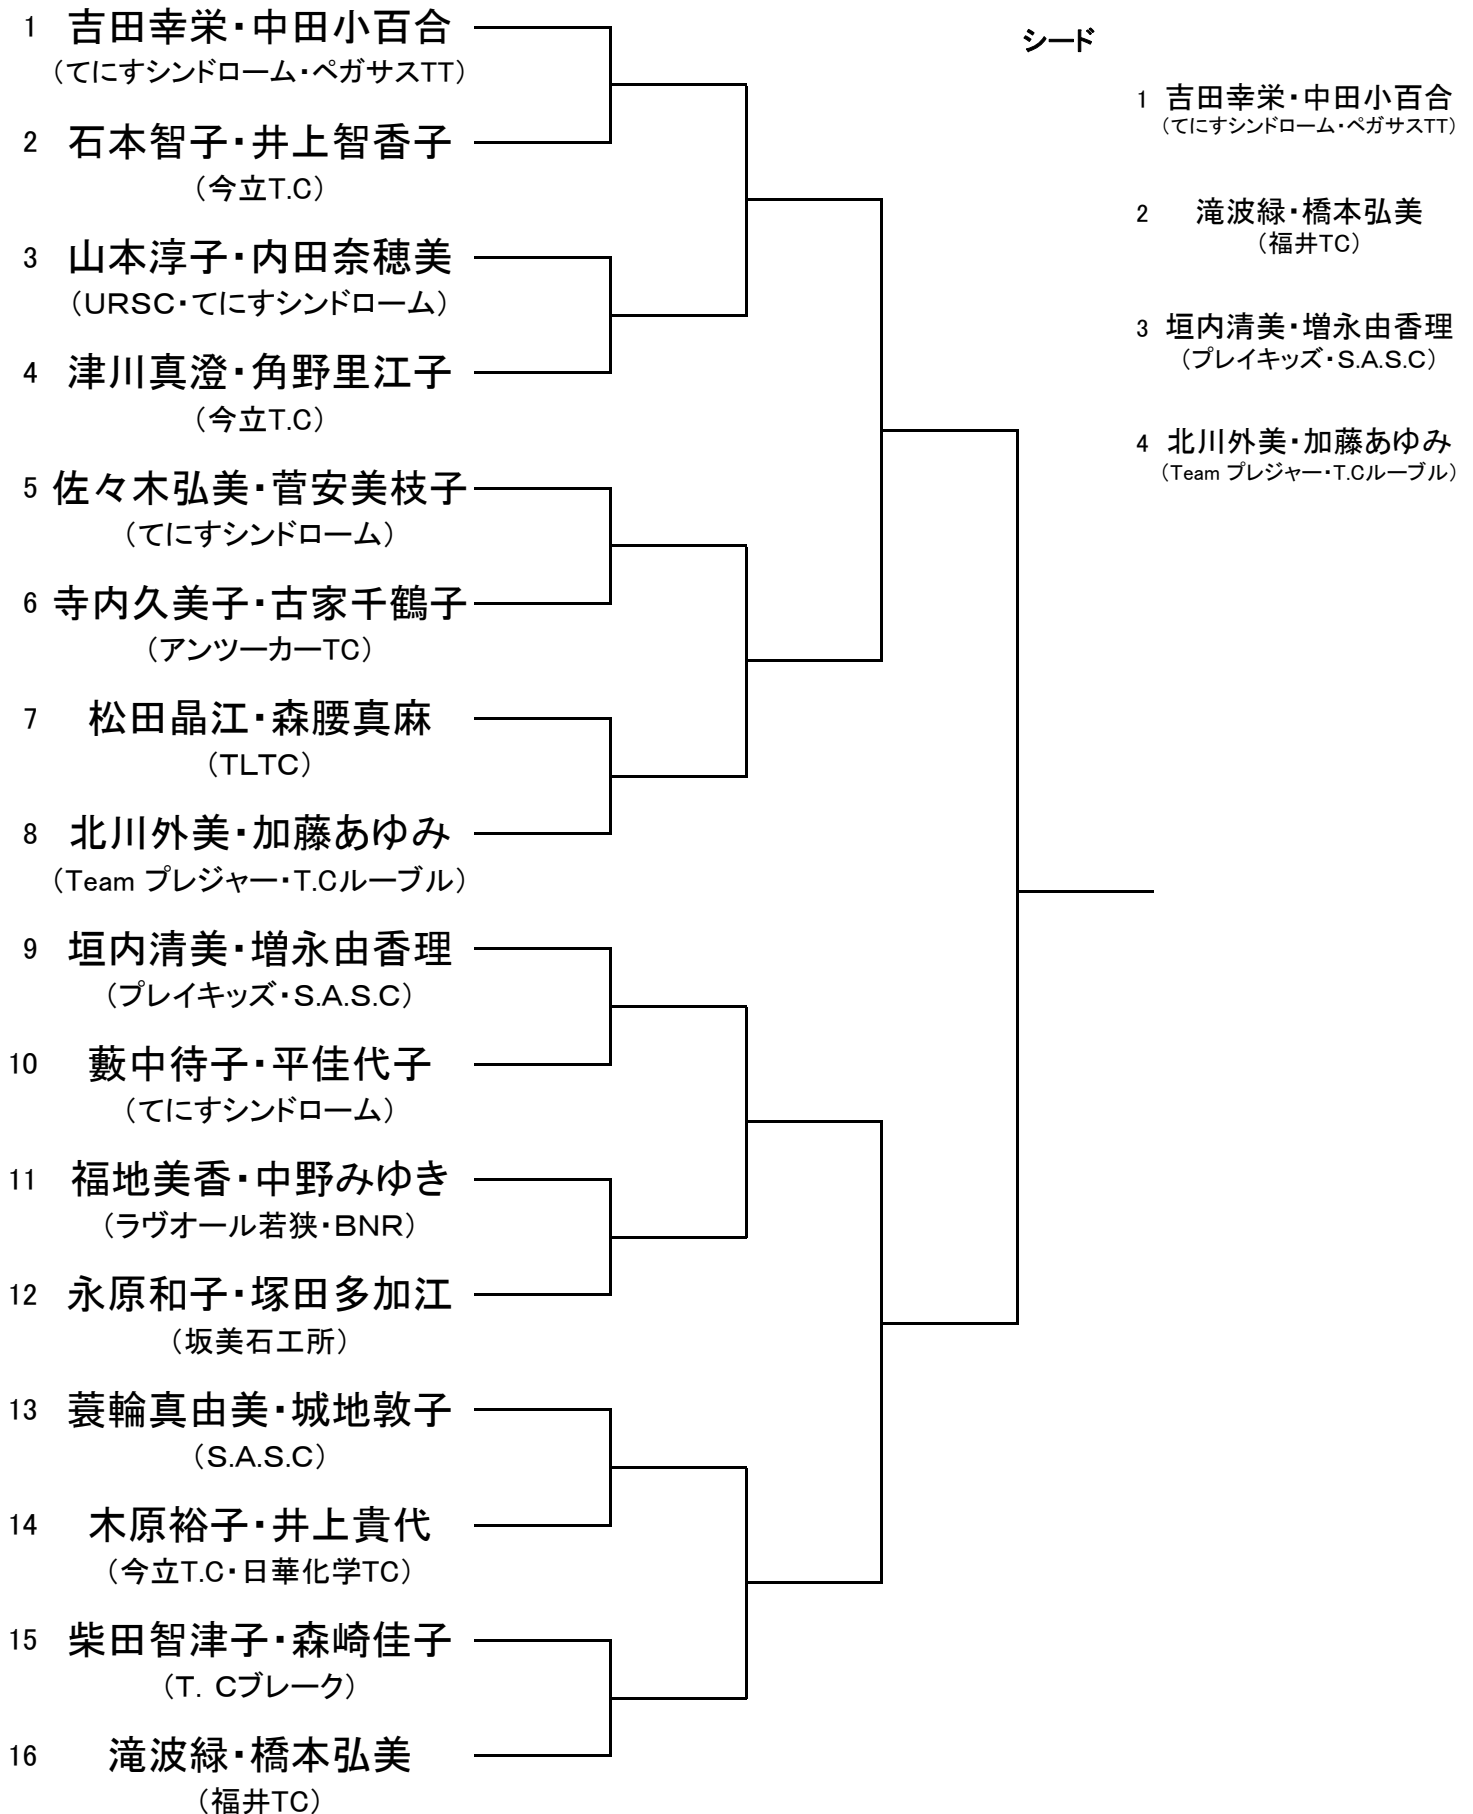 1 吉田幸栄・中田小百合
（てにすシンドローム・ペガサスTT）
2 石本智子・井上智香子
（今立T.C）
3 山本淳子・内田奈穂美
（URSC・てにすシンドローム）
4 津川真澄・角野里江子
（今立T.C）
5 佐々木弘美・菅安美枝子
（てにすシンドローム）
6 寺内久美子・古家千鶴子
（アンツーカーTC）
7 松田晶江・森腰真麻
（TLTC）
8 北川外美・加藤あゆみ
（Team プレジャー・T.Cルーブル）
9 垣内清美・増永由香理
（プレイキッズ・S.A.S.C）
10 藪中待子・平佳代子
（てにすシンドローム）
11 福地美香・中野みゆき
（ラヴオール若狭・BNR）
12 永原和子・塚田多加江
（坂美石工所）
13 蓑輪真由美・城地敦子
（S.A.S.C）
14 木原裕子・井上貴代
（今立T.C・日華化学TC）
15 柴田智津子・森崎佳子
（T. Cブレーク）
16 滝波緑・橋本弘美
（福井TC）
シード
1 吉田幸栄・中田小百合
（てにすシンドローム・ペガサスTT）
2 滝波緑・橋本弘美
（福井TC）
3 垣内清美・増永由香理
（プレイキッズ・S.A.S.C）
4 北川外美・加藤あゆみ
（Team プレジャー・T.Cルーブル）